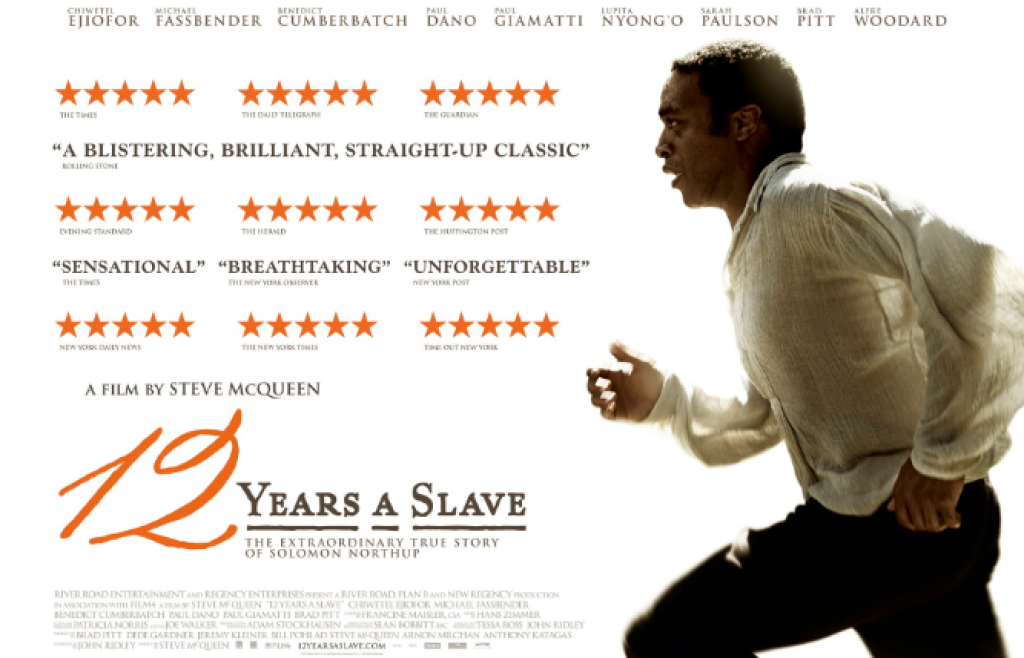 CHIWETEL EJIOFOR MICHAEL FASSBENDER BENEDICT CUMBERBATCH PAUL DANO PAUL GIAMATTI LUPITA NYONG'O SARAH PAULSON BRAD PITT ALFRE WOODARD
THE TIMES THE DAILY TELEGRAPH THE GUARDIAN
“A BLISTERING, BRILLIANT, STRAIGHT-UP CLASSIC”
ROLLING STONE
EVENING STANDARD THE HERALD THE HUFFINGTON POST
“SENSATIONAL” “BREATHTAKING” “UNFORGETTABLE”
THE TIMES THE NEW YORK OBSERVER NEW YORK POST
NEW YORK DAILY NEWS THE NEW YORK TIMES TIME OUT NEW YORK
A FILM BY STEVE McQUEEN
12 YEARS A SLAVE
THE EXTRAORDINARY TRUE STORY
OF SOLOMON NORTHUP
RIVER ROAD ENTERTAINMENT AND REGENCY ENTERPRISES PRESENT A RIVER ROAD, PLAN B AND NEW REGENCY PRODUCTION
IN ASSOCIATION WITH FILM4 A FILM BY STEVE McQUEEN "12 YEARS A SLAVE" CHIWETEL EJIOFOR MICHAEL FASSBENDER
BENEDICT CUMBERBATCH PAUL DANO PAUL GIAMATTI BRAD PITT FRANCINE MAISLER, CSA HANS ZIMMER
PATRICIA NORRIS JOE WALKER ADAM STOCKHAUSEN SEAN BOBBITT, BSC TESSA ROSS JOHN RIDLEY
BRAD PITT DEDE GARDNER JEREMY KLEINER BILL POHLAD STEVE McQUEEN ARNON MILCHAN ANTHONY KATAGAS
JOHN RIDLEY STEVE McQUEEN 12YEARSASLAVE.COM